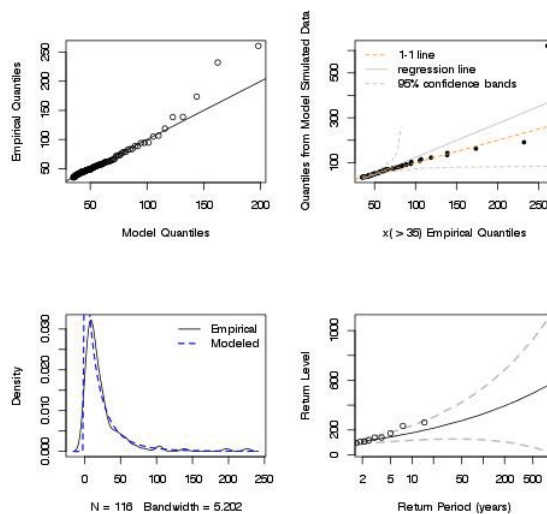 Empirical Quantiles
50 100 150 200 250
50 100 150 200
Model Quantiles
Quantiles from Model Simulated Data
100 300 600
1-1 line
regression line
95% confidence bands
50 100 150 200 250
x( > 35) Empirical Quantiles
Density
0.000 0.010 0.020 0.030
Empirical
Modeled
0 50 100 150 200 250
N = 116 Bandwidth = 5.202
Return Level
0 200 600 1000
2 5 10 50 500
Return Period (years)